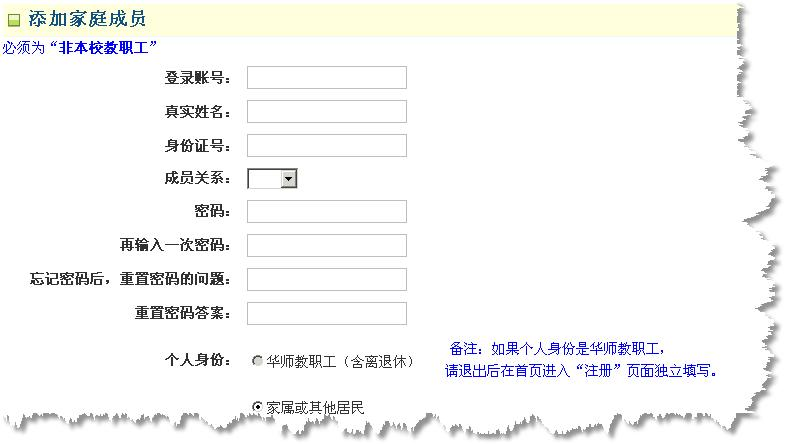 添加家庭成员
必须为“非本校教职工”
登录账号：
真实姓名：
身份证号：
成员关系：
密码：
再输入一次密码：
忘记密码后，重置密码的问题：
重置密码答案：
个人身份：
华师教职工（含离退休）
备注：如果个人身份是华师教职工，
请退出后在首页进入“注册”页面独立填写。
家属或其他居民